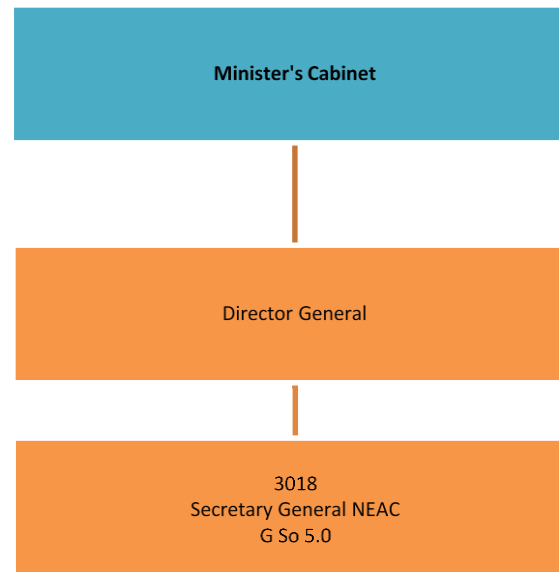 Minister's Cabinet
Director General
3018
Secretary General NEAC
G So 5.0